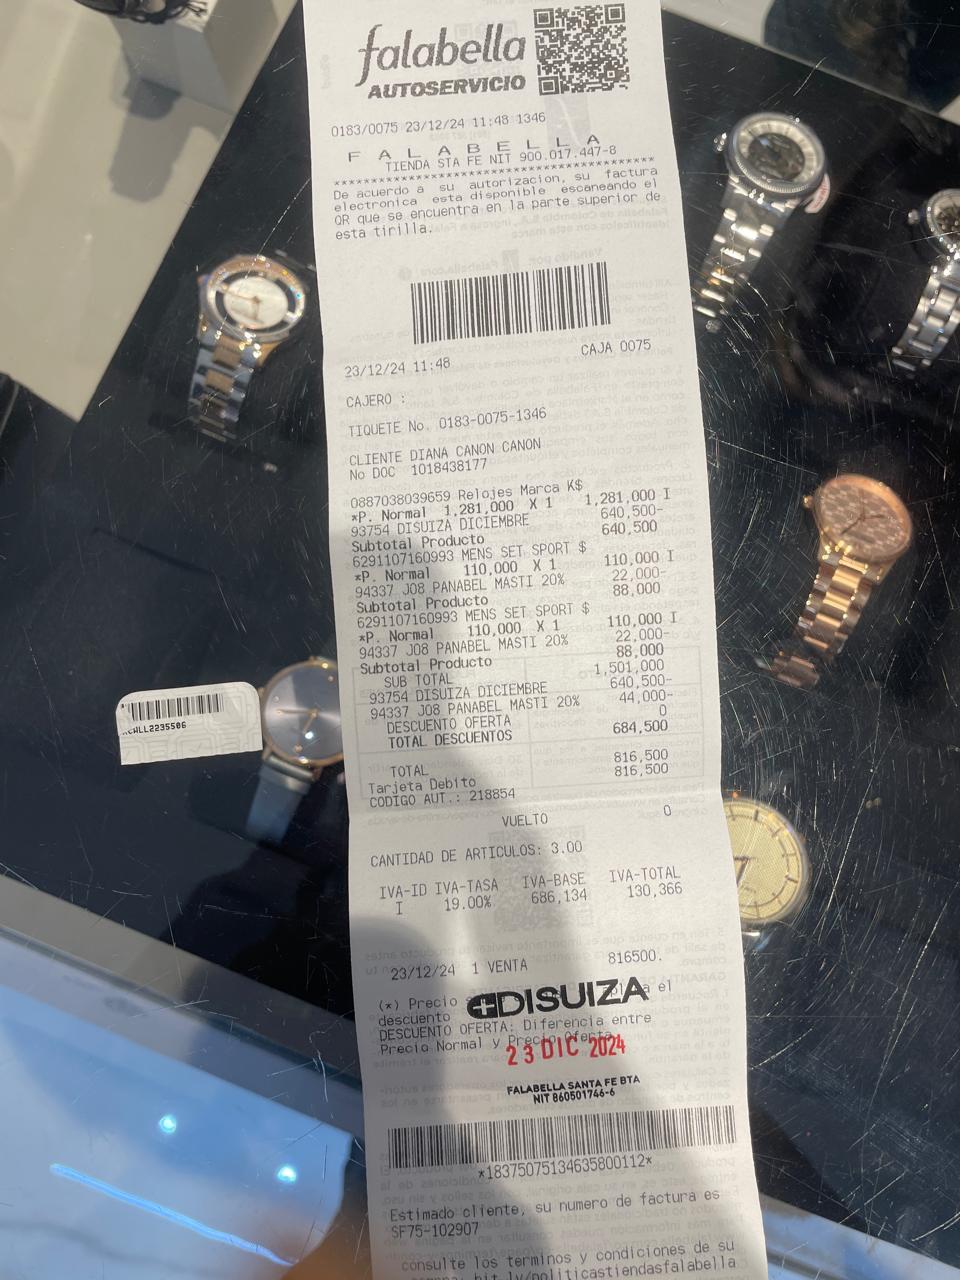 falabella
AUTOSERVICIO
0183/0075 23/12/24 11:48 1346
F A L A B E L L A
TIENDA STA FE NIT 900.017.447-8
****************************************
De acuerdo a su autorizacion, su factura
electronica esta disponible escaneando el
QR que se encuentra en la parte superior de
esta tirilla.
23/12/24 11:48 CAJA 0075
CAJERO :
TIQUETE No. 0183-0075-1346
CLIENTE DIANA CANON CANON
No DOC 1018438177
0887038039659 Relojes Marca K$
*P. Normal 1,281,000 X 1 1,281,000 I
93754 DISUIZA DICIEMBRE 640,500-
Subtotal Producto 640,500
6291107160993 MENS SET SPORT $
*P. Normal 110,000 X 1 110,000 I
94337 J08 PANABEL MASTI 20% 22,000-
Subtotal Producto 88,000
6291107160993 MENS SET SPORT $
*P. Normal 110,000 X 1 110,000 I
94337 J08 PANABEL MASTI 20% 22,000-
Subtotal Producto 88,000
SUB TOTAL 1,501,000
93754 DISUIZA DICIEMBRE 640,500-
94337 J08 PANABEL MASTI 20% 44,000-
DESCUENTO OFERTA 0
TOTAL DESCUENTOS 684,500
TOTAL 816,500
Tarjeta Debito 816,500
CODIGO AUT.: 218854
VUELTO 0
CANTIDAD DE ARTICULOS: 3.00
IVA-ID IVA-TASA IVA-BASE IVA-TOTAL
I 19.00% 686,134 130,366
23/12/24 1 VENTA 816500.
(*) Precio el
DISUIZA
descuento
DESCUENTO OFERTA: Diferencia entre
Precio Normal y Precio Oferta
23 DIC 2024
FALABELLA SANTA FE BTA
NIT 860501746-6
*18375075134635800112*
Estimado cliente, su numero de factura es
SF75-102907
consulte los terminos y condiciones de su
bit.ly/politicastiendasfalabella